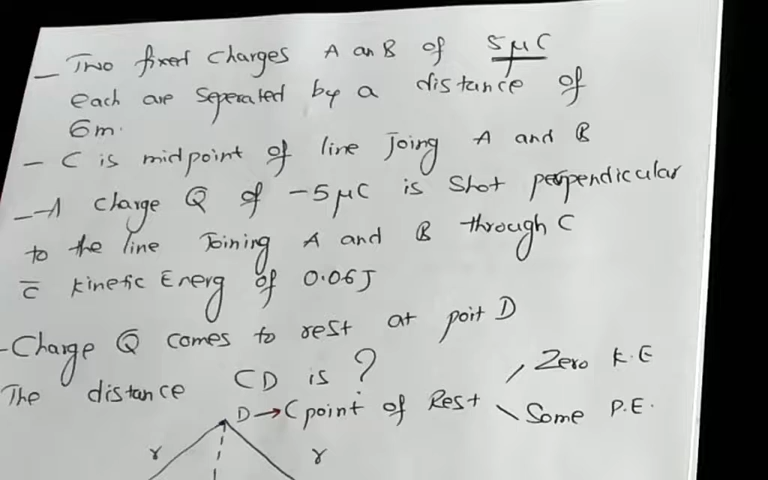 - Two fixed charges A an B of 5μC
each are seperated by a distance of
6m.
- C is midpoint of line Joing A and B
- A charge Q of -5μC is Shot perpendicular
to the line Joining A and B through C
c̄ kinetic Energ of 0.06J
- Charge Q comes to rest at poit D
The distance CD is ?
Zero K.E
D → C point of Rest
Some P.E.
r r